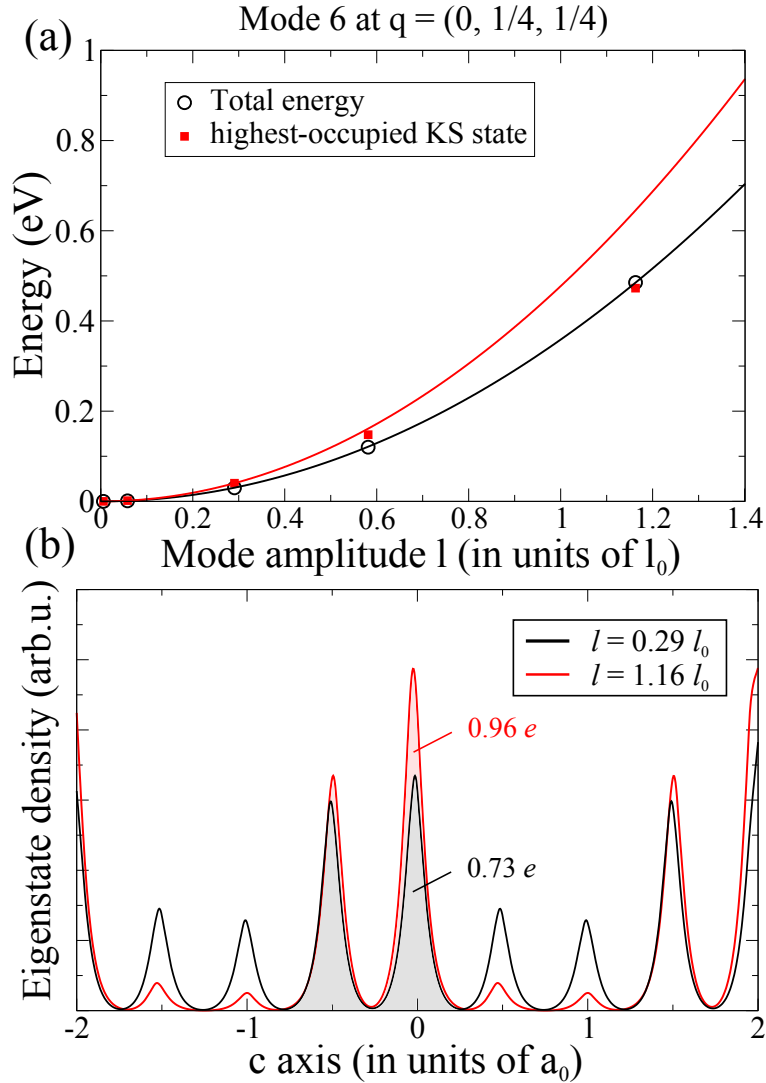 Mode 6 at q = (0, 1/4, 1/4)
(a)
1
0.8
0.6
0.4
0.2
0
Energy (eV)
Total energy
highest-occupied KS state
0 0.2 0.4 0.6 0.8 1 1.2 1.4
Mode amplitude l (in units of l₀)
(b)
Eigenstate density (arb.u.)
l = 0.29 l₀
l = 1.16 l₀
0.96 e
0.73 e
-2 -1 0 1 2
c axis (in units of a₀)